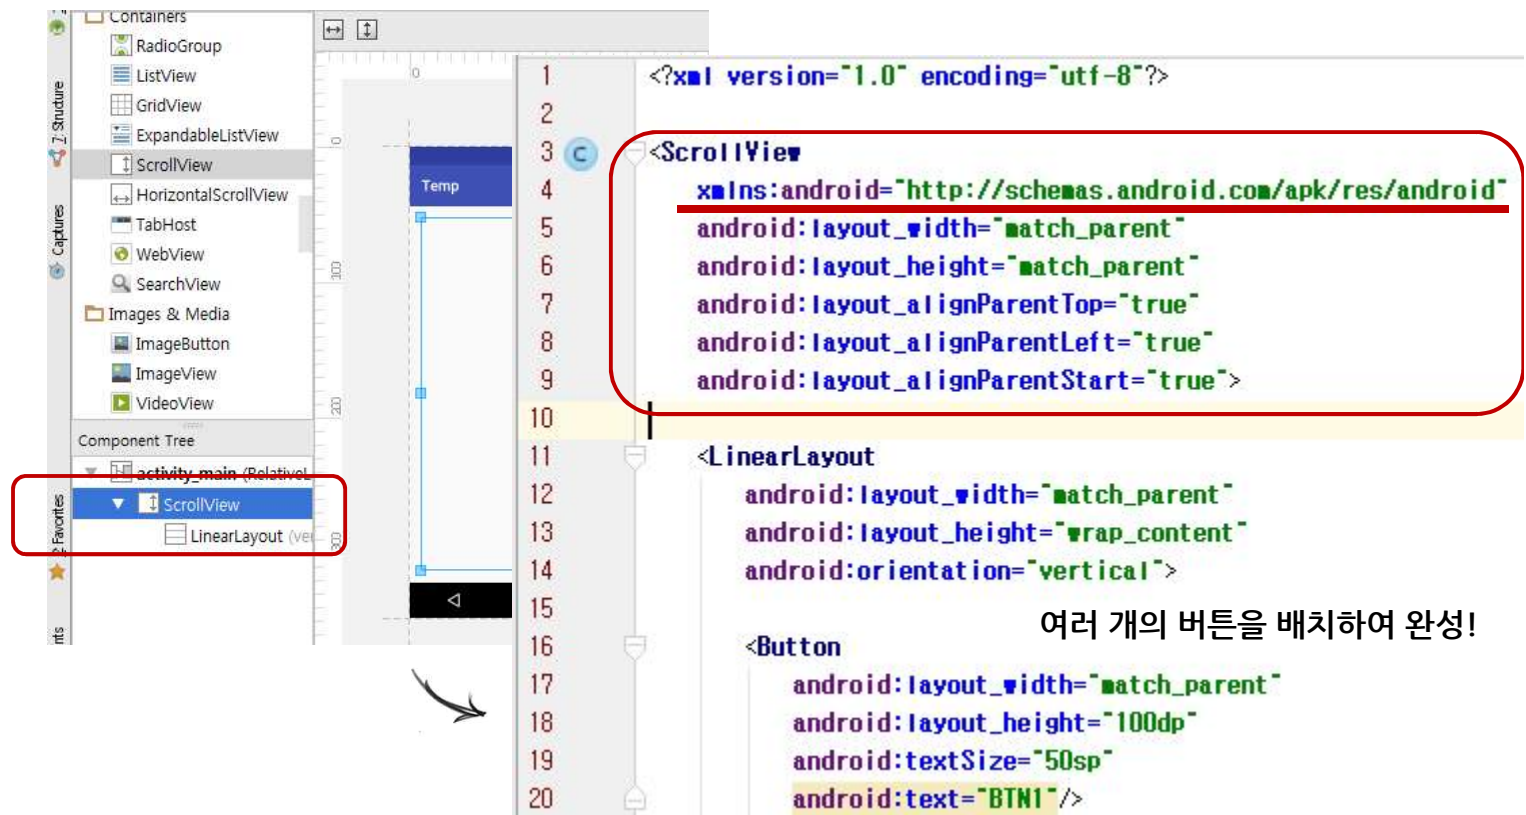 Containers
RadioGroup
ListView
GridView
ExpandableListView
ScrollView
HorizontalScrollView
TabHost
WebView
SearchView
Images & Media
ImageButton
ImageView
VideoView
Component Tree
activity_main (RelativeL
ScrollView
LinearLayout (ver
7: Structure
Captures
2: Favorites
nts
0
0
100
200
300
Temp
1 <?xml version="1.0" encoding="utf-8"?>
2
3 C <ScrollView
4 xmlns:android="http://schemas.android.com/apk/res/android"
5 android:layout_width="match_parent"
6 android:layout_height="match_parent"
7 android:layout_alignParentTop="true"
8 android:layout_alignParentLeft="true"
9 android:layout_alignParentStart="true">
10
11 <LinearLayout
12 android:layout_width="match_parent"
13 android:layout_height="wrap_content"
14 android:orientation="vertical">
15
여러 개의 버튼을 배치하여 완성!
16 <Button
17 android:layout_width="match_parent"
18 android:layout_height="100dp"
19 android:textSize="50sp"
20 android:text="BTN1"/>